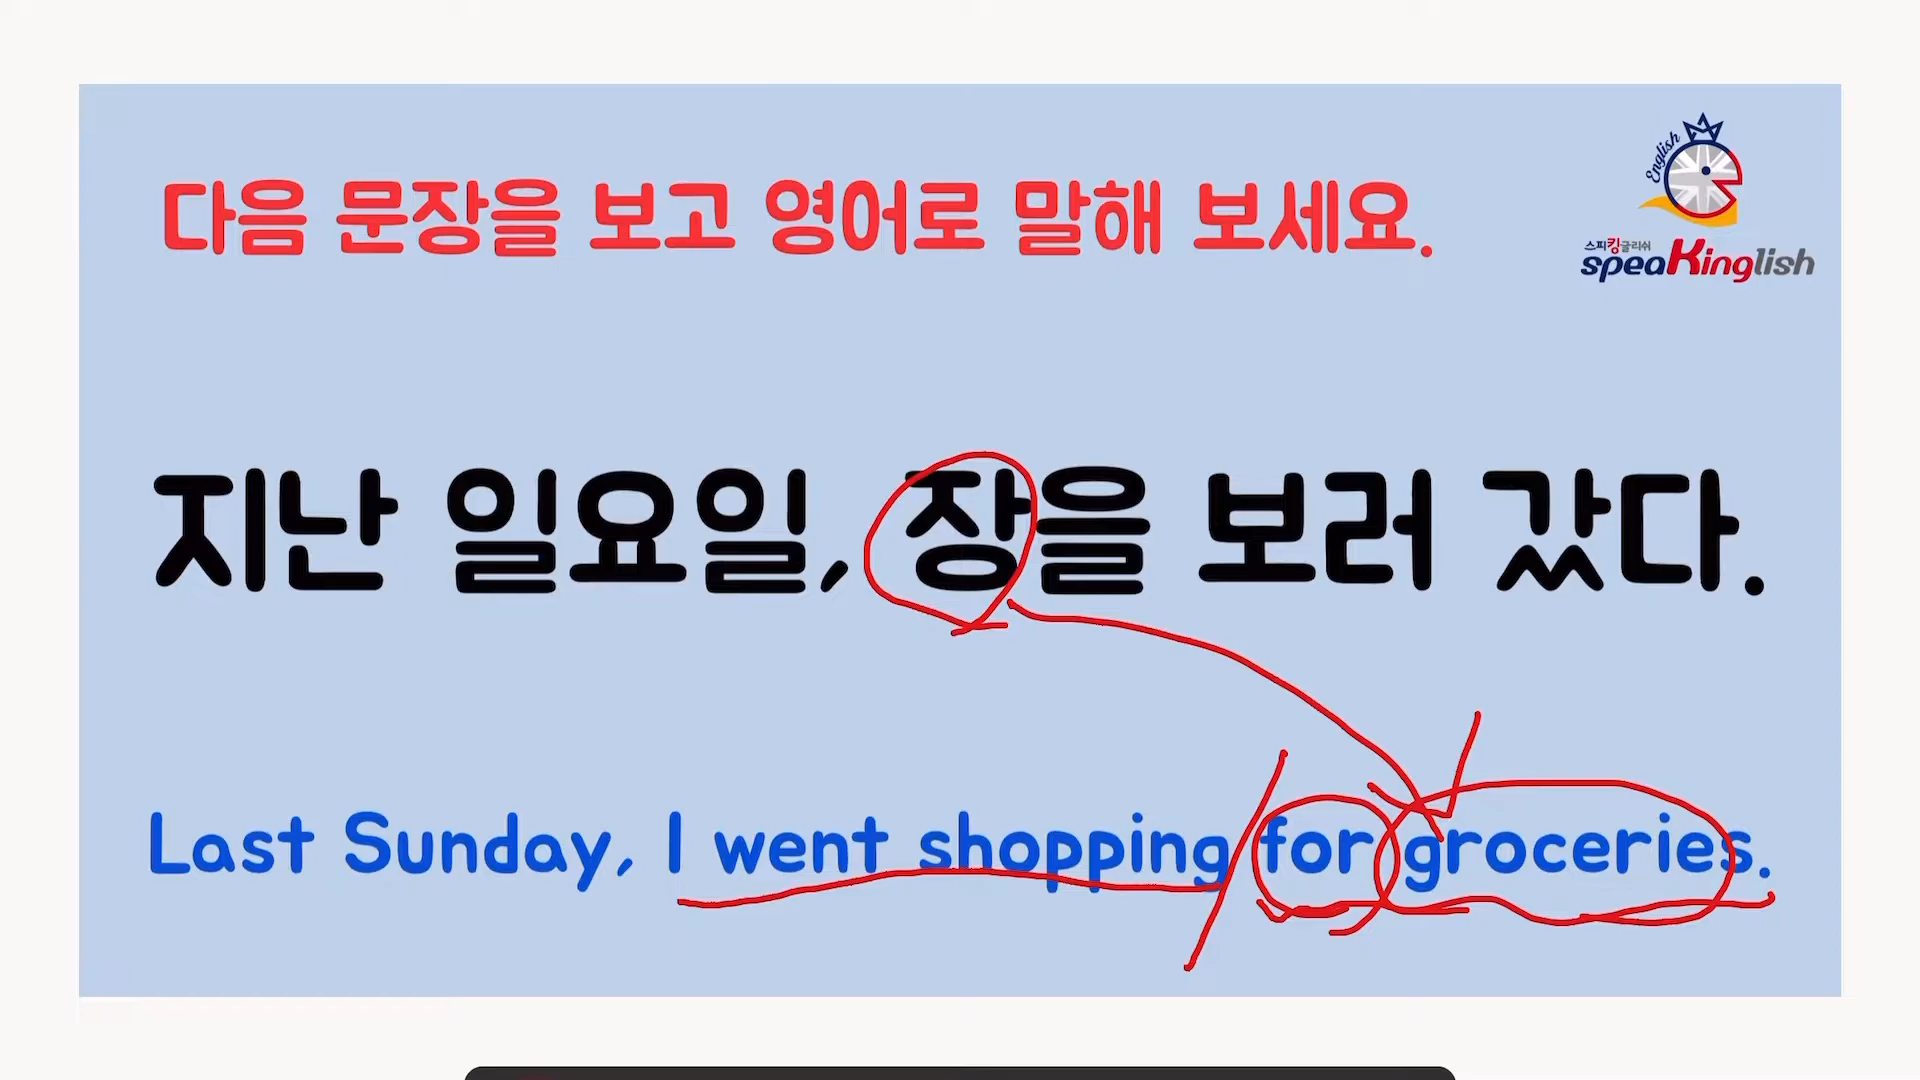 다음 문장을 보고 영어로 말해 보세요.
English
스피킹글리쉬
speaKinglish
지난 일요일, 장을 보러 갔다.
Last Sunday, I went shopping for groceries.